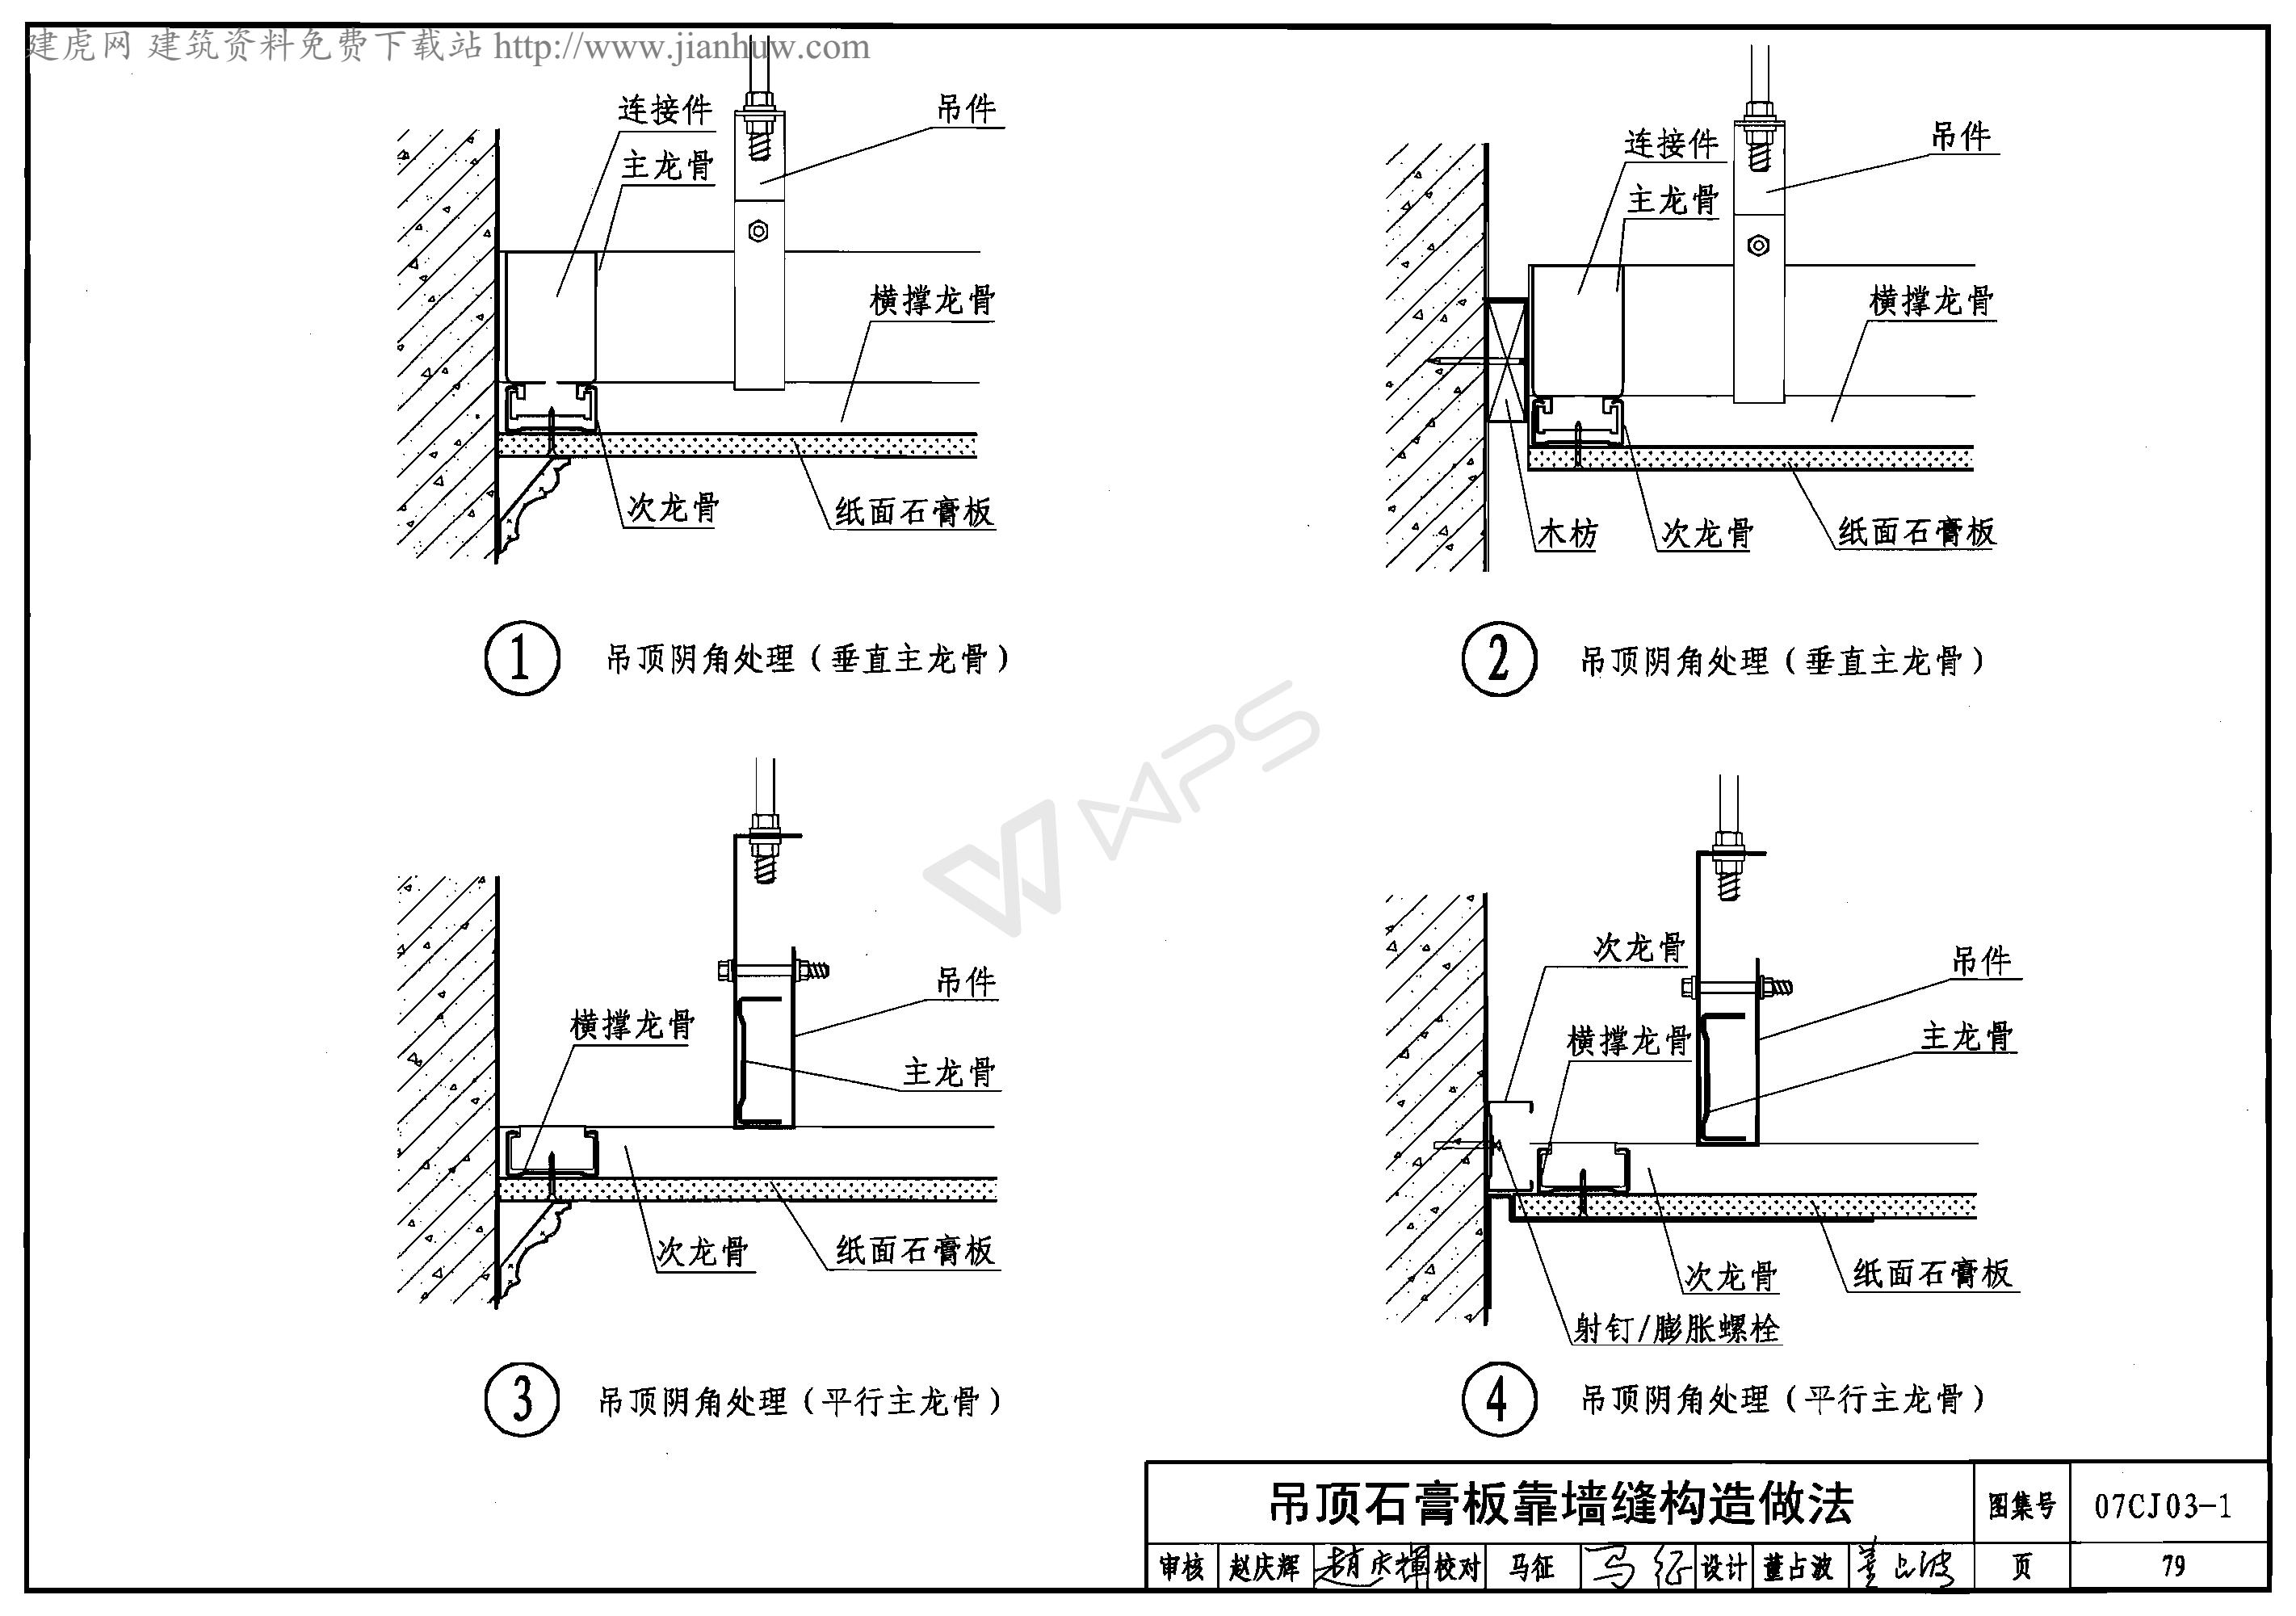 建虎网 建筑资料免费下载站 http://www.jianhuw.com
连接件
主龙骨
吊件
横撑龙骨
次龙骨
纸面石膏板
1 吊顶阴角处理（垂直主龙骨）
连接件
主龙骨
吊件
横撑龙骨
木枋
次龙骨
纸面石膏板
2 吊顶阴角处理（垂直主龙骨）
WPS
横撑龙骨
吊件
主龙骨
次龙骨
纸面石膏板
3 吊顶阴角处理（平行主龙骨）
次龙骨
横撑龙骨
吊件
主龙骨
次龙骨
纸面石膏板
射钉/膨胀螺栓
4 吊顶阴角处理（平行主龙骨）
吊顶石膏板靠墙缝构造做法 图集号 07CJ03-1
审核 赵庆辉 趙庆輝 校对 马征 马征 设计 董占波 董占波 页 79